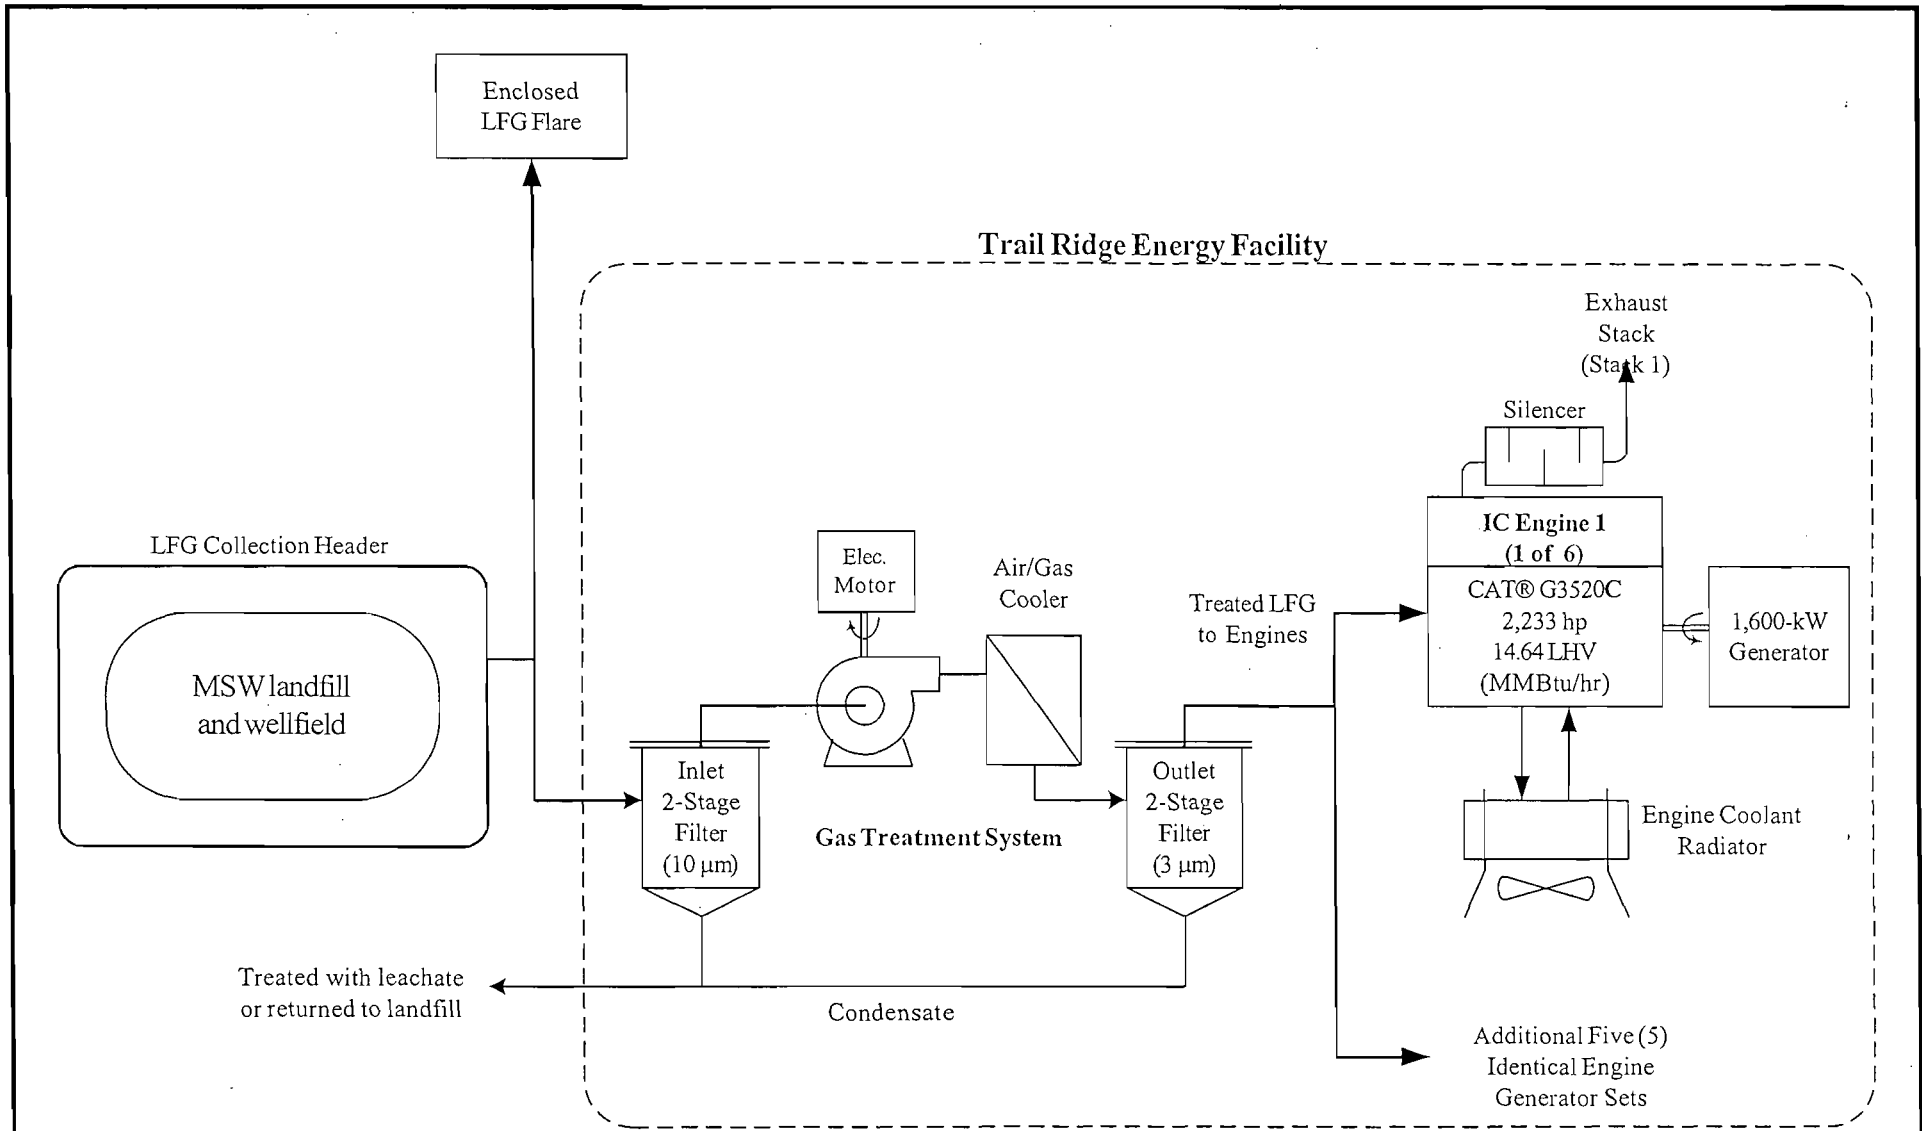 Enclosed
LFG Flare
Trail Ridge Energy Facility
Exhaust
Stack
(Stack 1)
Silencer
LFG Collection Header
MSW landfill
and wellfield
Elec.
Motor
Air/Gas
Cooler
Treated LFG
to Engines
IC Engine 1
(1 of 6)
CAT® G3520C
2,233 hp
14.64 LHV
(MMBtu/hr)
1,600-kW
Generator
Inlet
2-Stage
Filter
(10 µm)
Gas Treatment System
Outlet
2-Stage
Filter
(3 µm)
Engine Coolant
Radiator
Treated with leachate
or returned to landfill
Condensate
Additional Five (5)
Identical Engine
Generator Sets